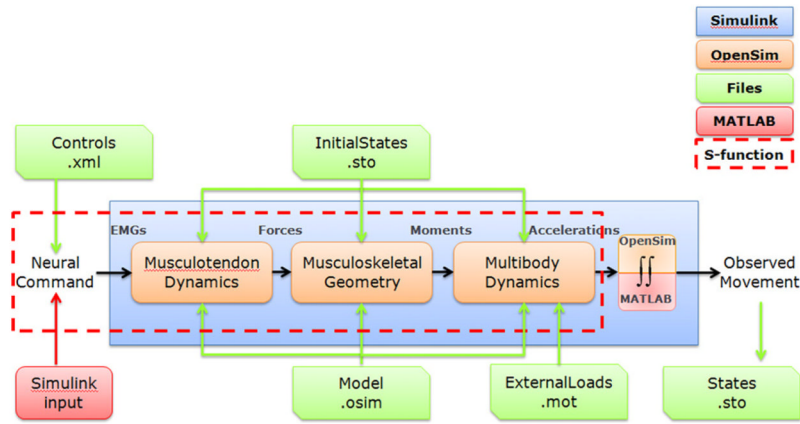 Simulink
OpenSim
Files
MATLAB
S-function
Controls
.xml
InitialStates
.sto
EMGs
Forces
Moments
Accelerations
Neural
Command
Musculotendon
Dynamics
Musculoskeletal
Geometry
Multibody
Dynamics
OpenSim
∫∫
MATLAB
Observed
Movement
Simulink
input
Model
.osim
ExternalLoads
.mot
States
.sto